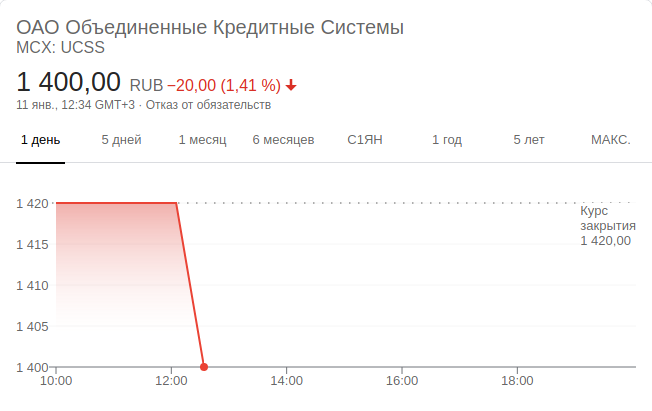 ОАО Объединенные Кредитные Системы
MCX: UCSS
1 400,00 RUB −20,00 (1,41 %)
11 янв., 12:34 GMT+3 · Отказ от обязательств
1 день 5 дней 1 месяц 6 месяцев С1ЯН 1 год 5 лет МАКС.
1 420
Курс
закрытия
1 420,00
1 415
1 410
1 405
1 400
10:00 12:00 14:00 16:00 18:00